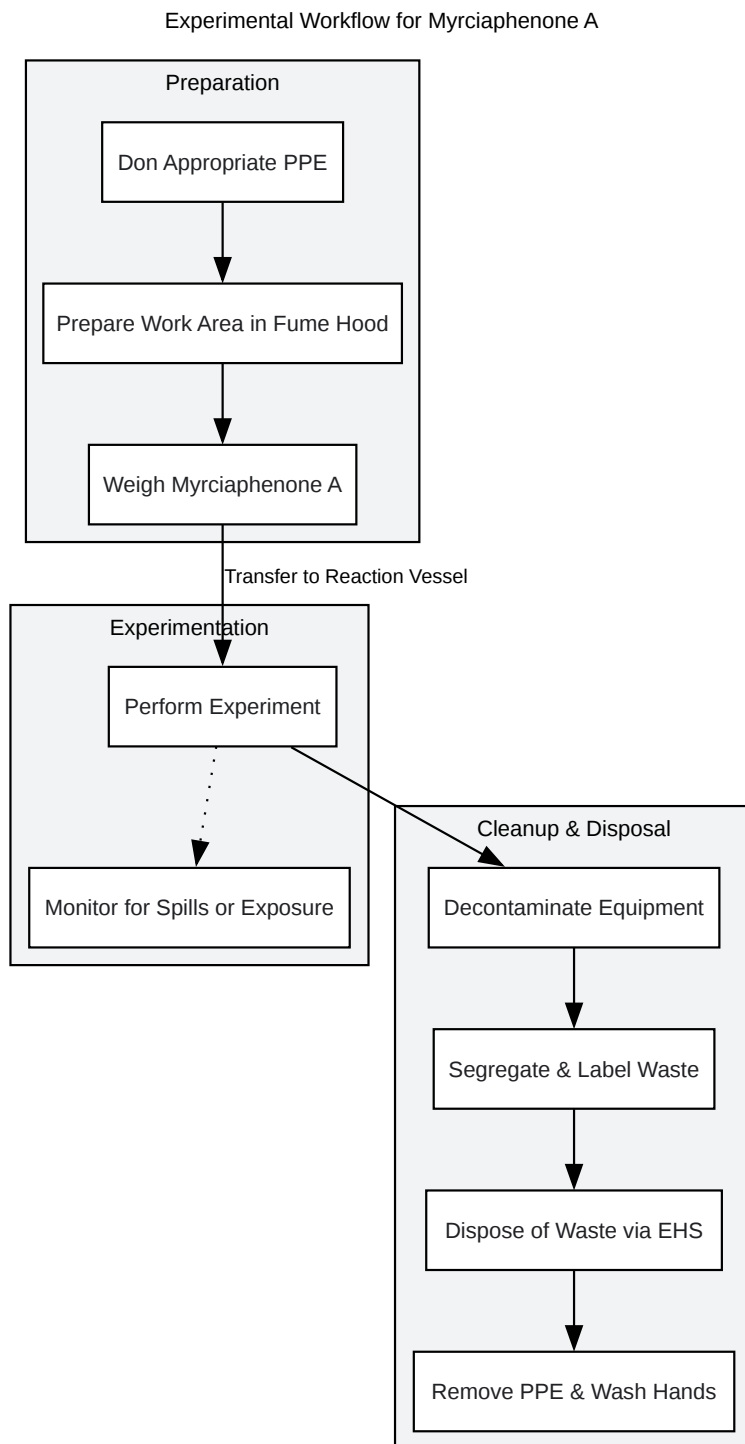 Experimental Workflow for Myrciaphenone A
Preparation
Don Appropriate PPE
Prepare Work Area in Fume Hood
Weigh Myrciaphenone A
Transfer to Reaction Vessel
Experimentation
Perform Experiment
Monitor for Spills or Exposure
Cleanup & Disposal
Decontaminate Equipment
Segregate & Label Waste
Dispose of Waste via EHS
Remove PPE & Wash Hands